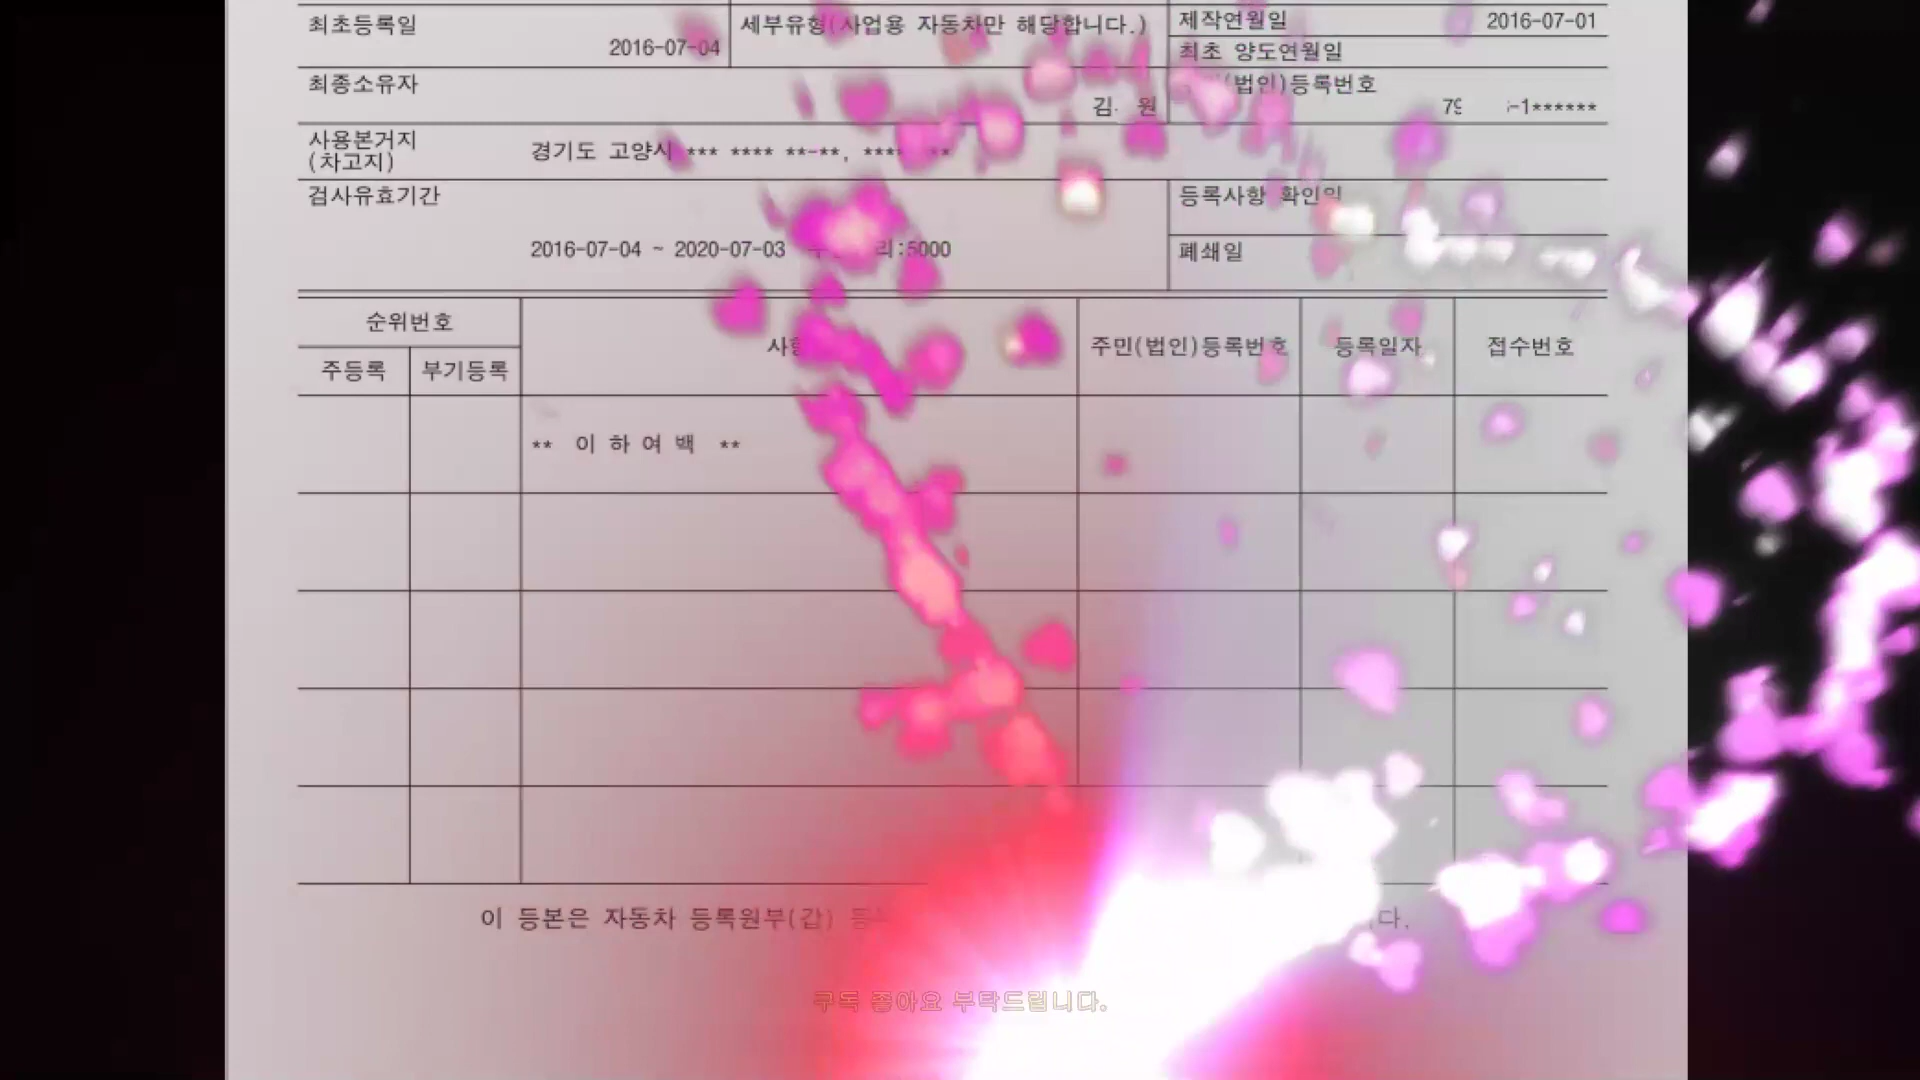 최초등록일
2016-07-04
세부유형(사업용 자동차만 해당합니다.)
제작연월일
2016-07-01
최초 양도연월일
최종소유자
김 원
(법인)등록번호
79 -1******
사용본거지
(차고지)
경기도 고양시 *** **** **-**, **** **
검사유효기간
2016-07-04 ~ 2020-07-03 리:5000
등록사항 확인일
폐쇄일
순위번호
주등록
부기등록
주민(법인)등록번호
등록일자
접수번호
** 이 하 여 백 **
이 등본은 자동차 등록원부(갑)
구독 좋아요 부탁드립니다.